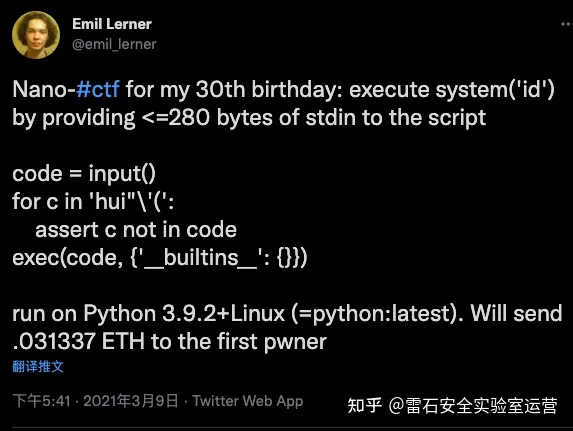 Emil Lerner
@emil_lerner
Nano-#ctf for my 30th birthday: execute system('id')
by providing <=280 bytes of stdin to the script
code = input()
for c in 'hui"\'(':
    assert c not in code
exec(code, {'__builtins__': {}})
run on Python 3.9.2+Linux (=python:latest). Will send
.031337 ETH to the first pwner
翻译推文
下午5:41 · 2021年3月9日 · Twitter Web App
知乎 @雷石安全实验室运营